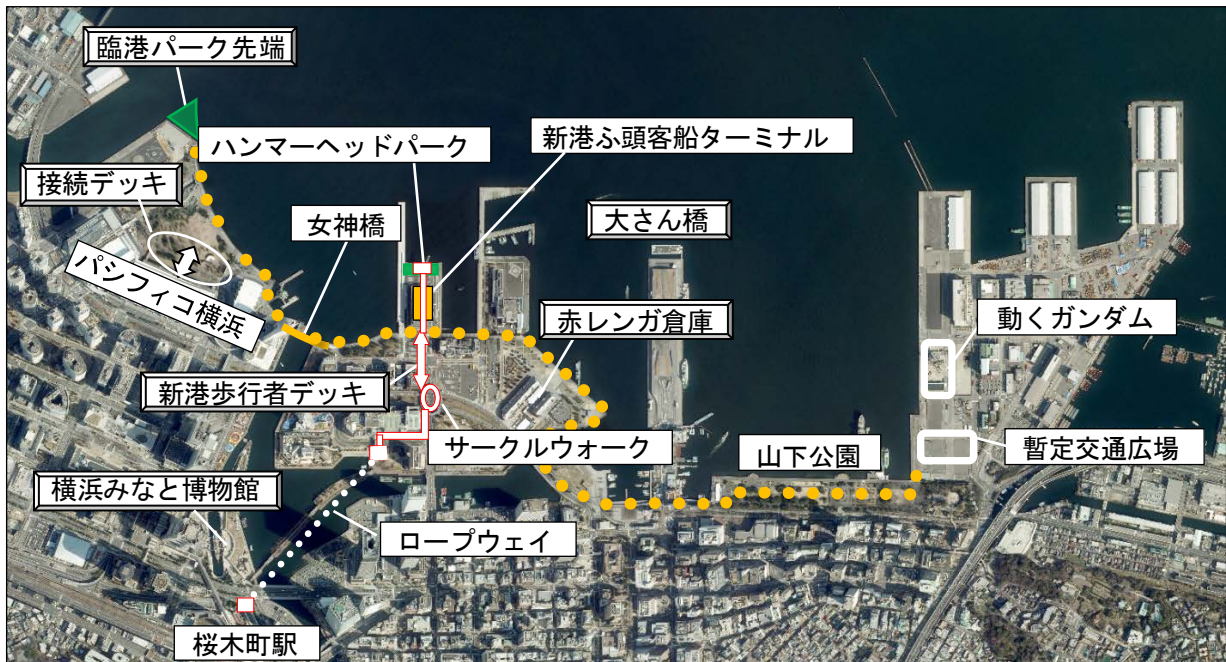 臨港パーク先端
ハンマーヘッドパーク
新港ふ頭客船ターミナル
接続デッキ
女神橋
大さん橋
パシフィコ横浜
赤レンガ倉庫
動くガンダム
新港歩行者デッキ
サークルウォーク
山下公園
暫定交通広場
横浜みなと博物館
ロープウェイ
桜木町駅